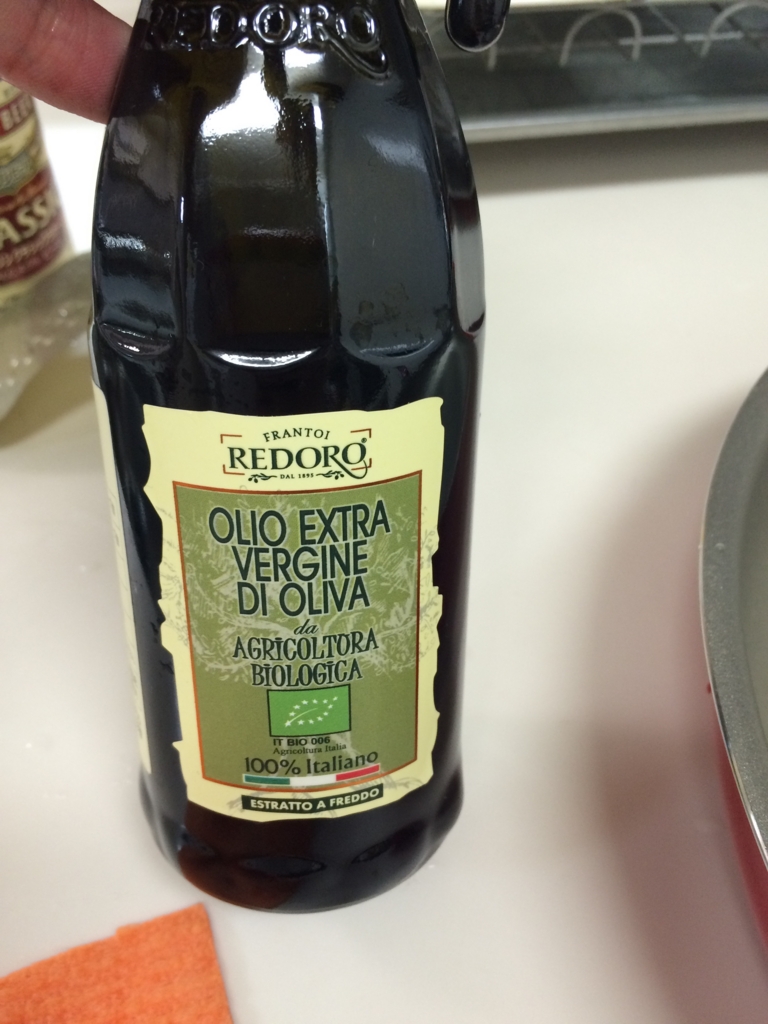 REDORO
FRANTOI
REDORO
DAL 1895
OLIO EXTRA
VERGINE
DI OLIVA
da
AGRICOLTORA
BIOLOGICA
IT BIO 006
Agricoltura Italia
100% Italiano
ESTRATTO A FREDDO